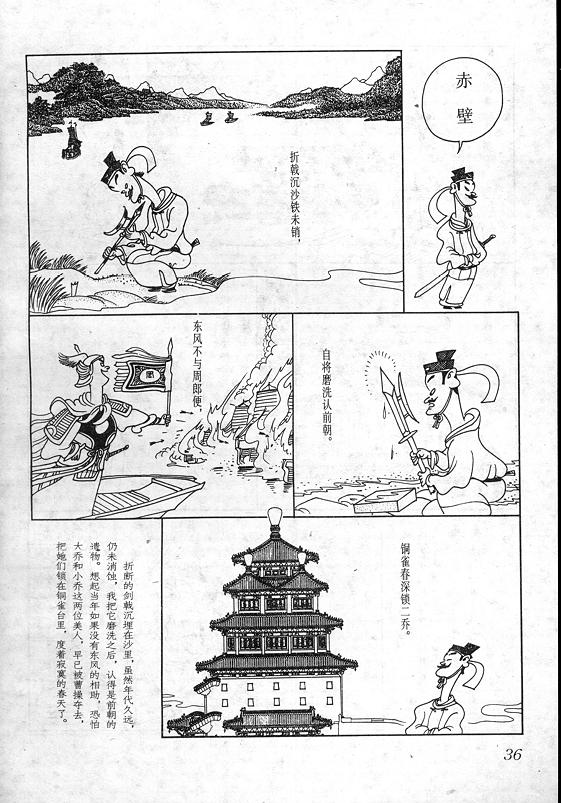 赤
壁
折戟沉沙铁未销，
自将磨洗认前朝。
东风不与周郎便，
铜雀春深锁二乔。
折断的剑戟沉埋在沙里，虽然年代久远，
仍未消蚀，我把它磨洗之后，认得是前朝的
遗物。想起当年如果没有东风的相助，恐怕
大乔和小乔这两位美人，早已被曹操夺去，
把她们锁在铜雀台里，度着寂寞的春天了。
36